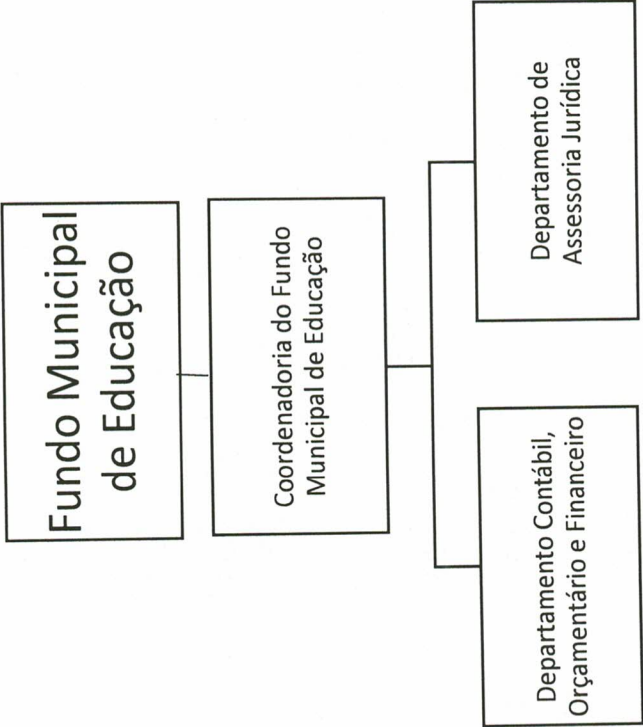 Fundo Municipal
de Educação
Coordenadoria do Fundo
Municipal de Educação
Departamento Contábil,
Orçamentário e Financeiro
Departamento de
Assessoria Jurídica